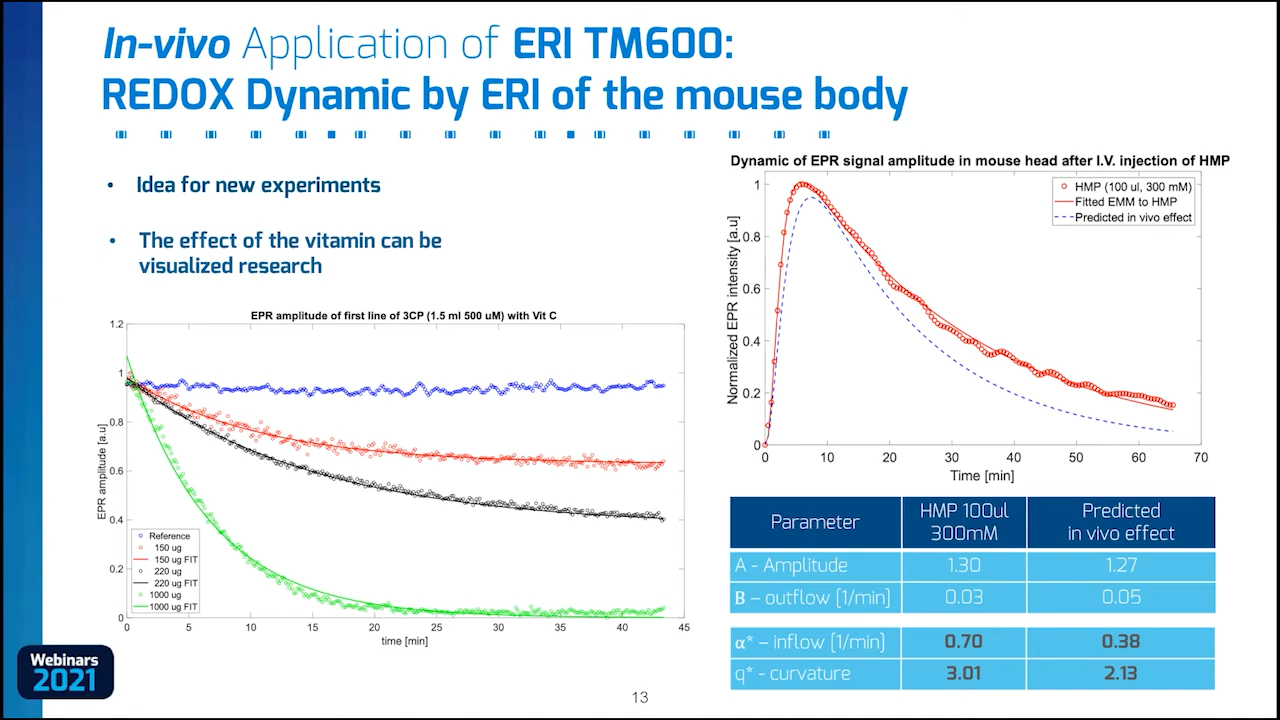 In-vivo Application of ERI TM600:
REDOX Dynamic by ERI of the mouse body
• Idea for new experiments
• The effect of the vitamin can be
visualized research
EPR amplitude of first line of 3CP (1.5 ml 500 uM) with Vit C
EPR amplitude [a.u]
1.2
1
0.8
0.6
0.4
0.2
0
Reference
150 ug
150 ug FIT
220 ug
220 ug FIT
1000 ug
1000 ug FIT
0 5 10 15 20 25 30 35 40 45
time [min]
Dynamic of EPR signal amplitude in mouse head after I.V. injection of HMP
Normalized EPR intensity [a.u]
1
0.8
0.6
0.4
0.2
0
HMP (100 ul, 300 mM)
Fitted EMM to HMP
Predicted in vivo effect
0 10 20 30 40 50 60 70
Time [min]
Parameter HMP 100ul 300mM Predicted in vivo effect
A - Amplitude 1.30 1.27
B – outflow [1/min] 0.03 0.05
α* – inflow [1/min] 0.70 0.38
q* - curvature 3.01 2.13
Webinars
2021
13